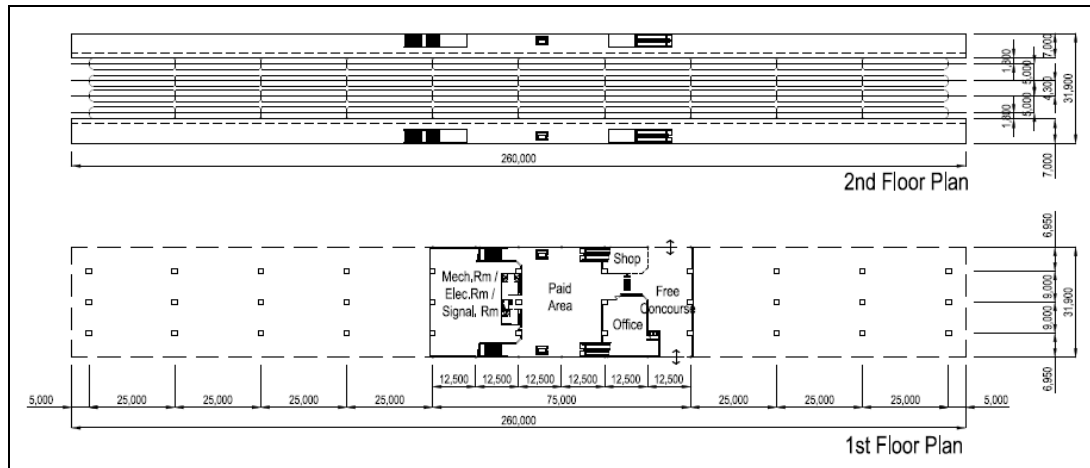 7,000
1,800
5,000
4,300
31,900
5,000
1,800
260,000
7,000
2nd Floor Plan
6,950
Shop
Mech.Rm /
Elec.Rm /
Signal. Rm
Paid
Area
Free
Concourse
Office
9,000
9,000
31,900
12,500 12,500 12,500 12,500 12,500 12,500
6,950
5,000 25,000 25,000 25,000 25,000 75,000 25,000 25,000 25,000 5,000
260,000
1st Floor Plan